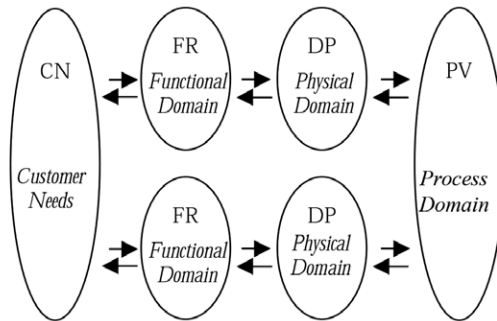 CN
Customer
Needs
FR
Functional
Domain
DP
Physical
Domain
FR
Functional
Domain
DP
Physical
Domain
PV
Process
Domain